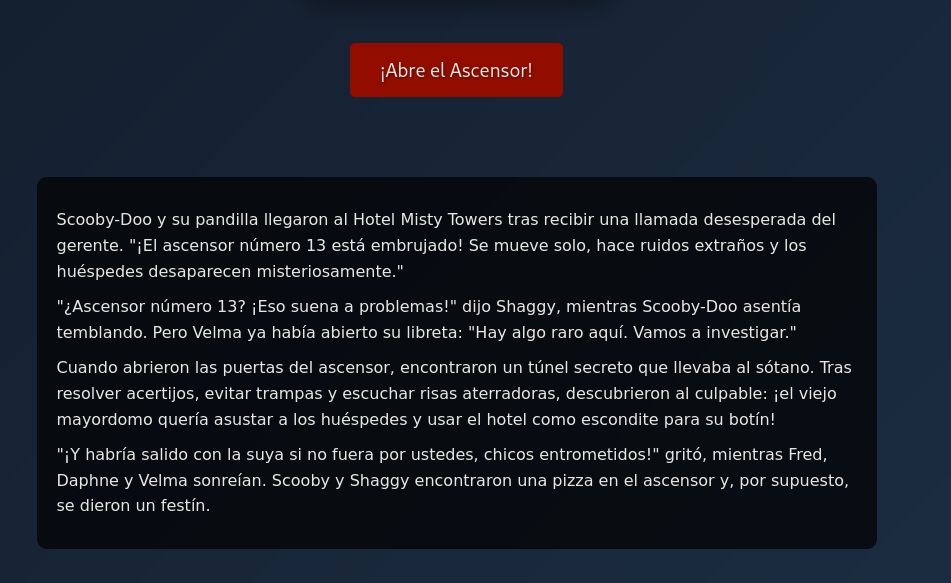 ¡Abre el Ascensor!
Scooby-Doo y su pandilla llegaron al Hotel Misty Towers tras recibir una llamada desesperada del
gerente. "¡El ascensor número 13 está embrujado! Se mueve solo, hace ruidos extraños y los
huéspedes desaparecen misteriosamente."
"¿Ascensor número 13? ¡Eso suena a problemas!" dijo Shaggy, mientras Scooby-Doo asentía
temblando. Pero Velma ya había abierto su libreta: "Hay algo raro aquí. Vamos a investigar."
Cuando abrieron las puertas del ascensor, encontraron un túnel secreto que llevaba al sótano. Tras
resolver acertijos, evitar trampas y escuchar risas aterradoras, descubrieron al culpable: ¡el viejo
mayordomo quería asustar a los huéspedes y usar el hotel como escondite para su botín!
"¡Y habría salido con la suya si no fuera por ustedes, chicos entrometidos!" gritó, mientras Fred,
Daphne y Velma sonreían. Scooby y Shaggy encontraron una pizza en el ascensor y, por supuesto,
se dieron un festín.